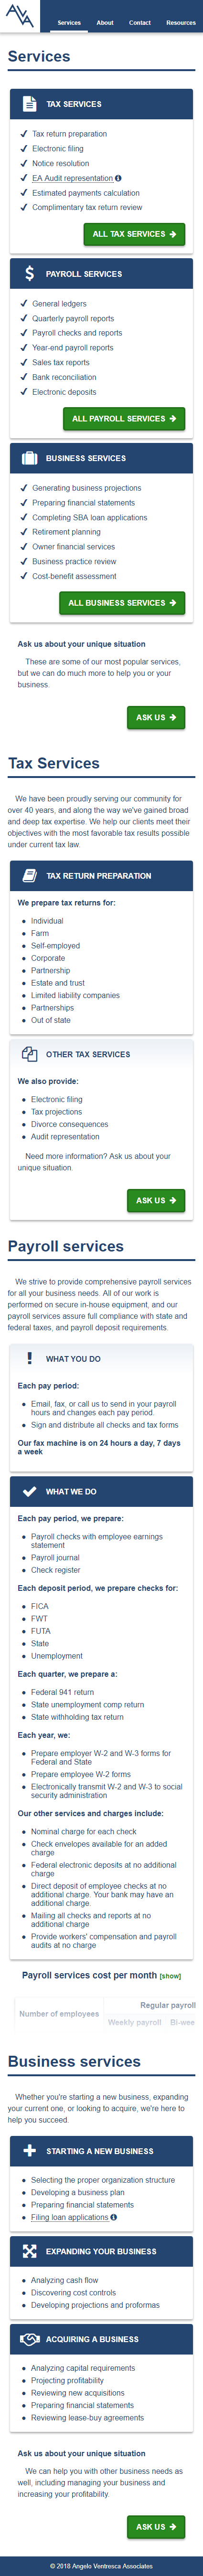 AVA
Services About Contact Resources
Services
TAX SERVICES
Tax return preparation
Electronic filing
Notice resolution
EA Audit representation
Estimated payments calculation
Complimentary tax return review
ALL TAX SERVICES
PAYROLL SERVICES
General ledgers
Quarterly payroll reports
Payroll checks and reports
Year-end payroll reports
Sales tax reports
Bank reconciliation
Electronic deposits
ALL PAYROLL SERVICES
BUSINESS SERVICES
Generating business projections
Preparing financial statements
Completing SBA loan applications
Retirement planning
Owner financial services
Business practice review
Cost-benefit assessment
ALL BUSINESS SERVICES
Ask us about your unique situation
These are some of our most popular services,
but we can do much more to help you or your
business.
ASK US
Tax Services
We have been proudly serving our community for
over 40 years, and along the way we've gained broad
and deep tax expertise. We help our clients meet their
objectives with the most favorable tax results possible
under current tax law.
TAX RETURN PREPARATION
We prepare tax returns for:
Individual
Farm
Self-employed
Corporate
Partnership
Estate and trust
Limited liability companies
Partnerships
Out of state
OTHER TAX SERVICES
We also provide:
Electronic filing
Tax projections
Divorce consequences
Audit representation
Need more information? Ask us about your
unique situation.
ASK US
Payroll services
We strive to provide comprehensive payroll services
for all your business needs. All of our work is
performed on secure in-house equipment, and our
payroll services assure full compliance with state and
federal taxes, and payroll deposit requirements.
WHAT YOU DO
Each pay period:
Email, fax, or call us to send in your payroll
hours and changes each pay period
Sign and distribute all checks and tax forms
Our fax machine is on 24 hours a day, 7 days
a week
WHAT WE DO
Each pay period, we prepare:
Payroll checks with employee earnings
statement
Payroll journal
Check register
Each deposit period, we prepare checks for:
FICA
FWT
FUTA
State
Unemployment
Each quarter, we prepare a:
Federal 941 return
State unemployment comp return
State withholding tax return
Each year, we:
Prepare employer W-2 and W-3 forms for
Federal and State
Prepare employee W-2 forms
Electronically transmit W-2 and W-3 to social
security administration
Our other services and charges include:
Nominal charge for each check
Check envelopes available for an added
charge
Federal electronic deposits at no additional
charge
Direct deposit of employee checks at no
additional charge. Your bank may have an
additional charge.
Mailing all checks and reports at no
additional charge
Provide workers' compensation and payroll
audits at no charge
Payroll services cost per month [show]
Regular payroll
Number of employees
Weekly payroll Bi-wee
Business services
Whether you're starting a new business, expanding
your current one, or looking to acquire, we're here to
help you succeed.
STARTING A NEW BUSINESS
Selecting the proper organization structure
Developing a business plan
Preparing financial statements
Filing loan applications
EXPANDING YOUR BUSINESS
Analyzing cash flow
Discovering cost controls
Developing projections and proformas
ACQUIRING A BUSINESS
Analyzing capital requirements
Projecting profitability
Reviewing new acquisitions
Preparing financial statements
Reviewing lease-buy agreements
Ask us about your unique situation
We can help you with other business needs as
well, including managing your business and
increasing your profitability.
ASK US
© 2018 Angelo Ventresca Associates